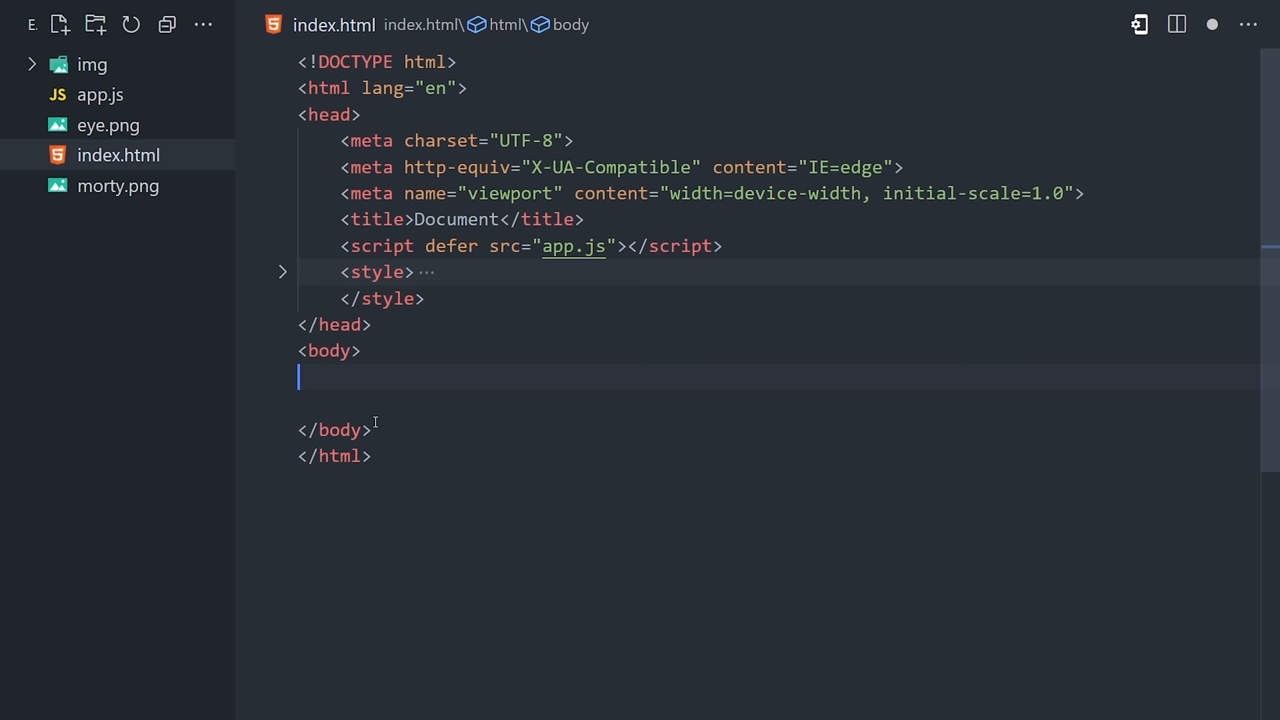 E.
img
JS app.js
eye.png
index.html
morty.png
index.html index.html\html\body
<!DOCTYPE html>
<html lang="en">
<head>
<meta charset="UTF-8">
<meta http-equiv="X-UA-Compatible" content="IE=edge">
<meta name="viewport" content="width=device-width, initial-scale=1.0">
<title>Document</title>
<script defer src="app.js"></script>
<style>···
</style>
</head>
<body>
</body>
</html>